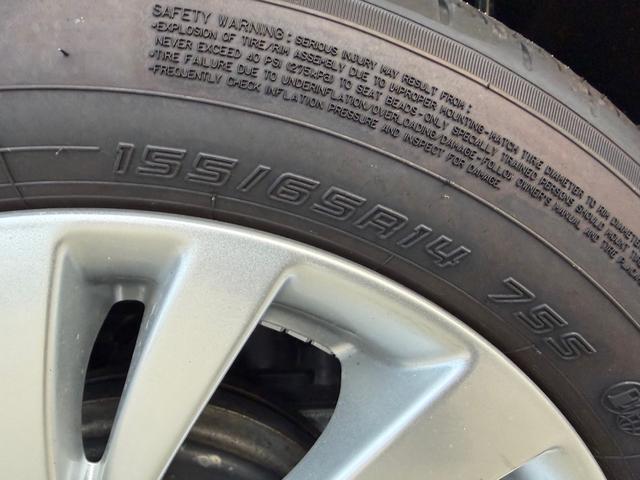 SAFETY WARNING: SERIOUS INJURY MAY RESULT FROM:
•EXPLOSION OF TIRE/RIM ASSEMBLY DUE TO IMPROPER MOUNTING-MATCH TIRE DIAMETER TO RIM DIAMETER
NEVER EXCEED 40 PSI (275kPa) TO SEAT BEADS-ONLY SPECIALLY TRAINED PERSONS SHOULD MOUNT
•TIRE FAILURE DUE TO UNDERINFLATION/OVERLOADING/DAMAGE-FOLLOW OWNER'S MANUAL AND TIRE
•FREQUENTLY CHECK INFLATION PRESSURE AND INSPECT FOR DAMAGE.
155/65R14 75S